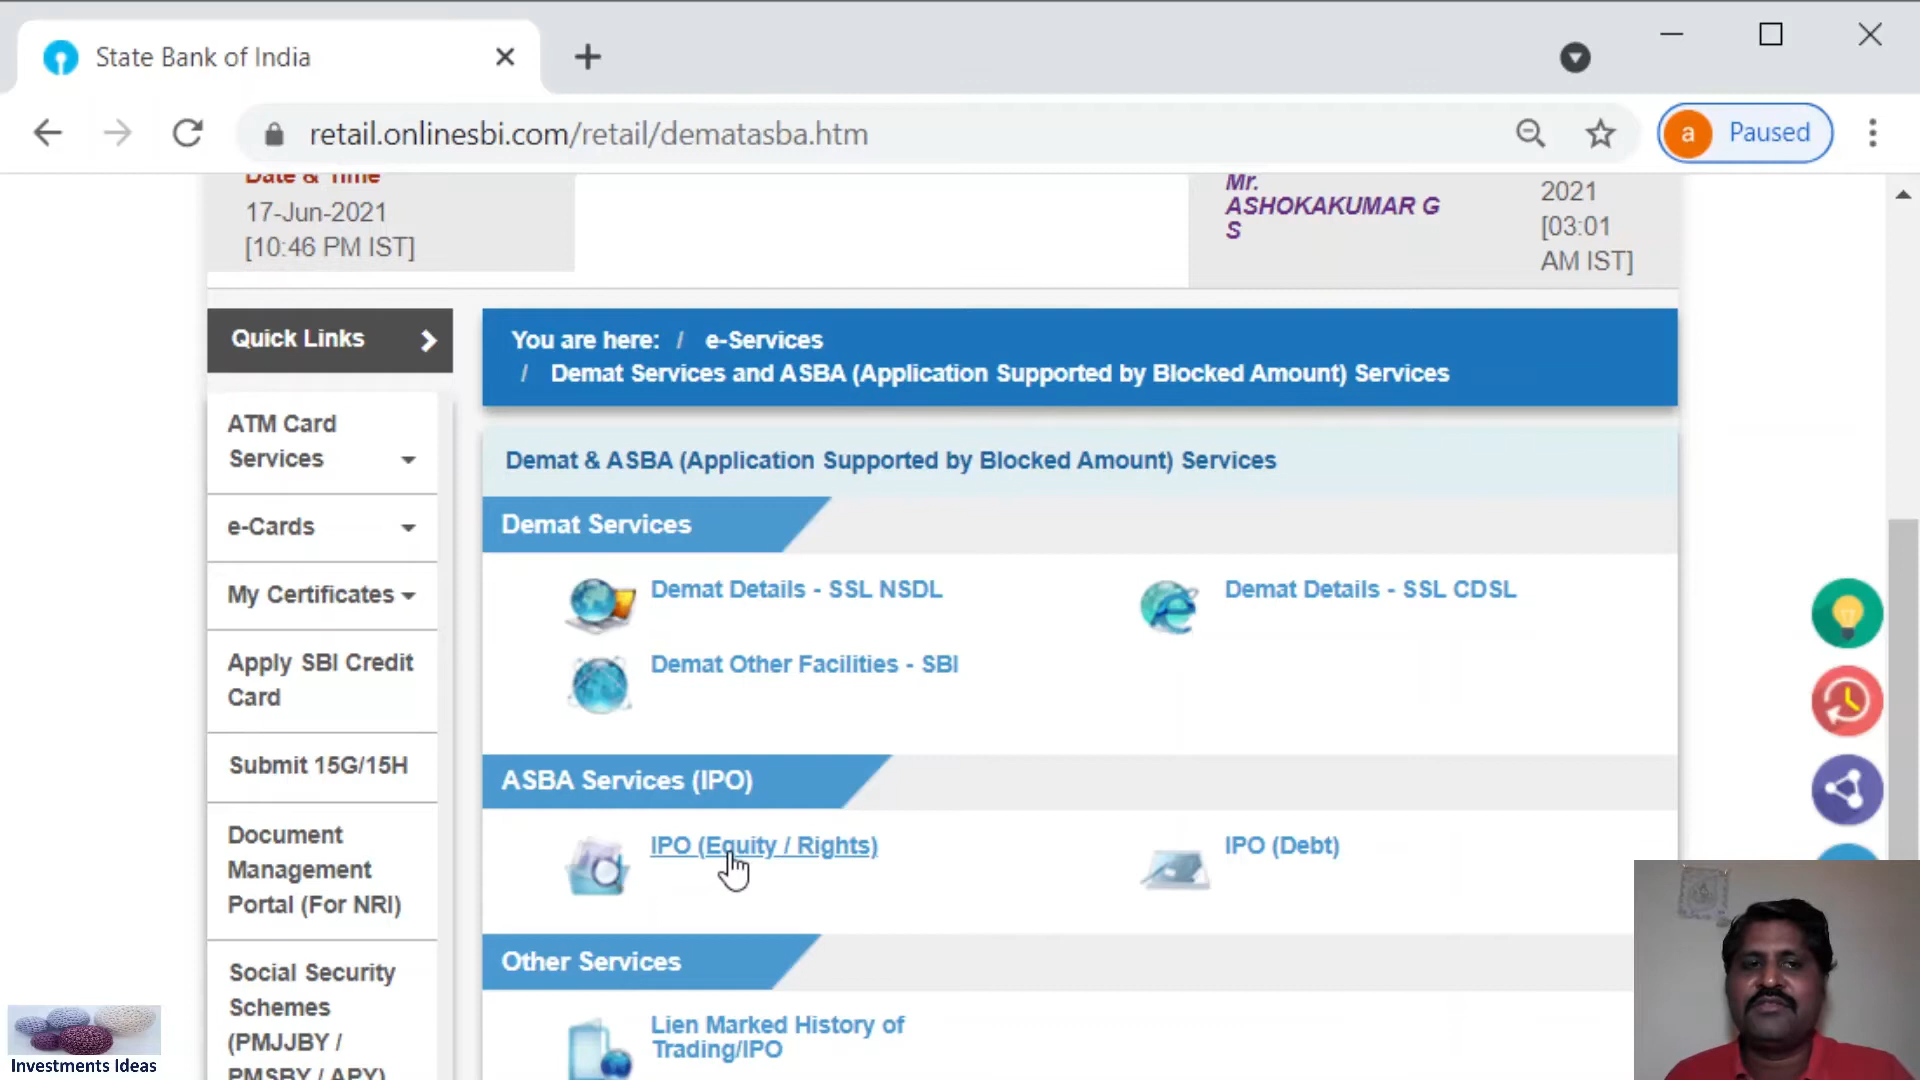 State Bank of India
retail.onlinesbi.com/retail/dematasba.htm
a
Paused
Date & Time
17-Jun-2021
[10:46 PM IST]
Mr.
ASHOKAKUMAR G
S
2021
[03:01
AM IST]
Quick Links
You are here: / e-Services
/ Demat Services and ASBA (Application Supported by Blocked Amount) Services
ATM Card
Services
e-Cards
My Certificates
Apply SBI Credit
Card
Submit 15G/15H
Document
Management
Portal (For NRI)
Social Security
Schemes
(PMJJBY /
PMSBY / APY)
Demat & ASBA (Application Supported by Blocked Amount) Services
Demat Services
Demat Details - SSL NSDL
Demat Details - SSL CDSL
Demat Other Facilities - SBI
ASBA Services (IPO)
IPO (Equity / Rights)
IPO (Debt)
Other Services
Lien Marked History of
Trading/IPO
Investments Ideas